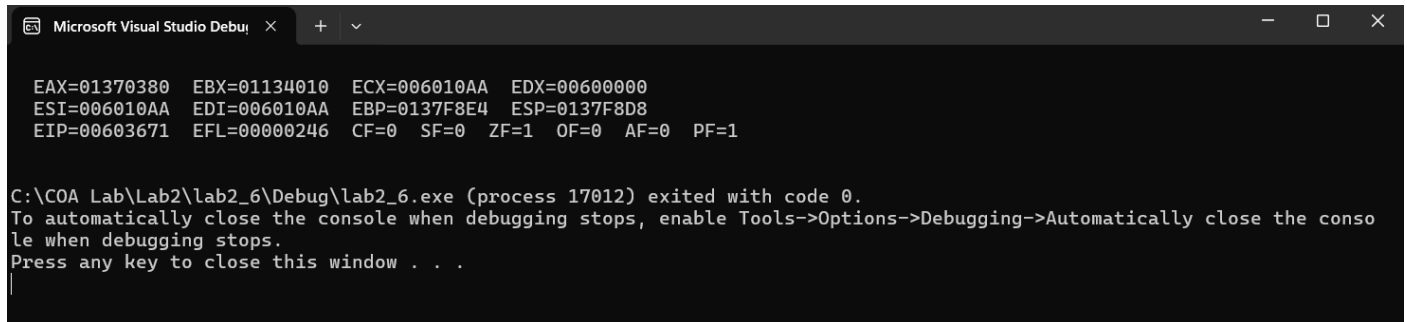 Microsoft Visual Studio Debug
EAX=01370380 EBX=01134010 ECX=006010AA EDX=00600000
ESI=006010AA EDI=006010AA EBP=0137F8E4 ESP=0137F8D8
EIP=00603671 EFL=00000246 CF=0 SF=0 ZF=1 OF=0 AF=0 PF=1
C:\COA Lab\Lab2\lab2_6\Debug\lab2_6.exe (process 17012) exited with code 0.
To automatically close the console when debugging stops, enable Tools->Options->Debugging->Automatically close the conso
le when debugging stops.
Press any key to close this window . . .